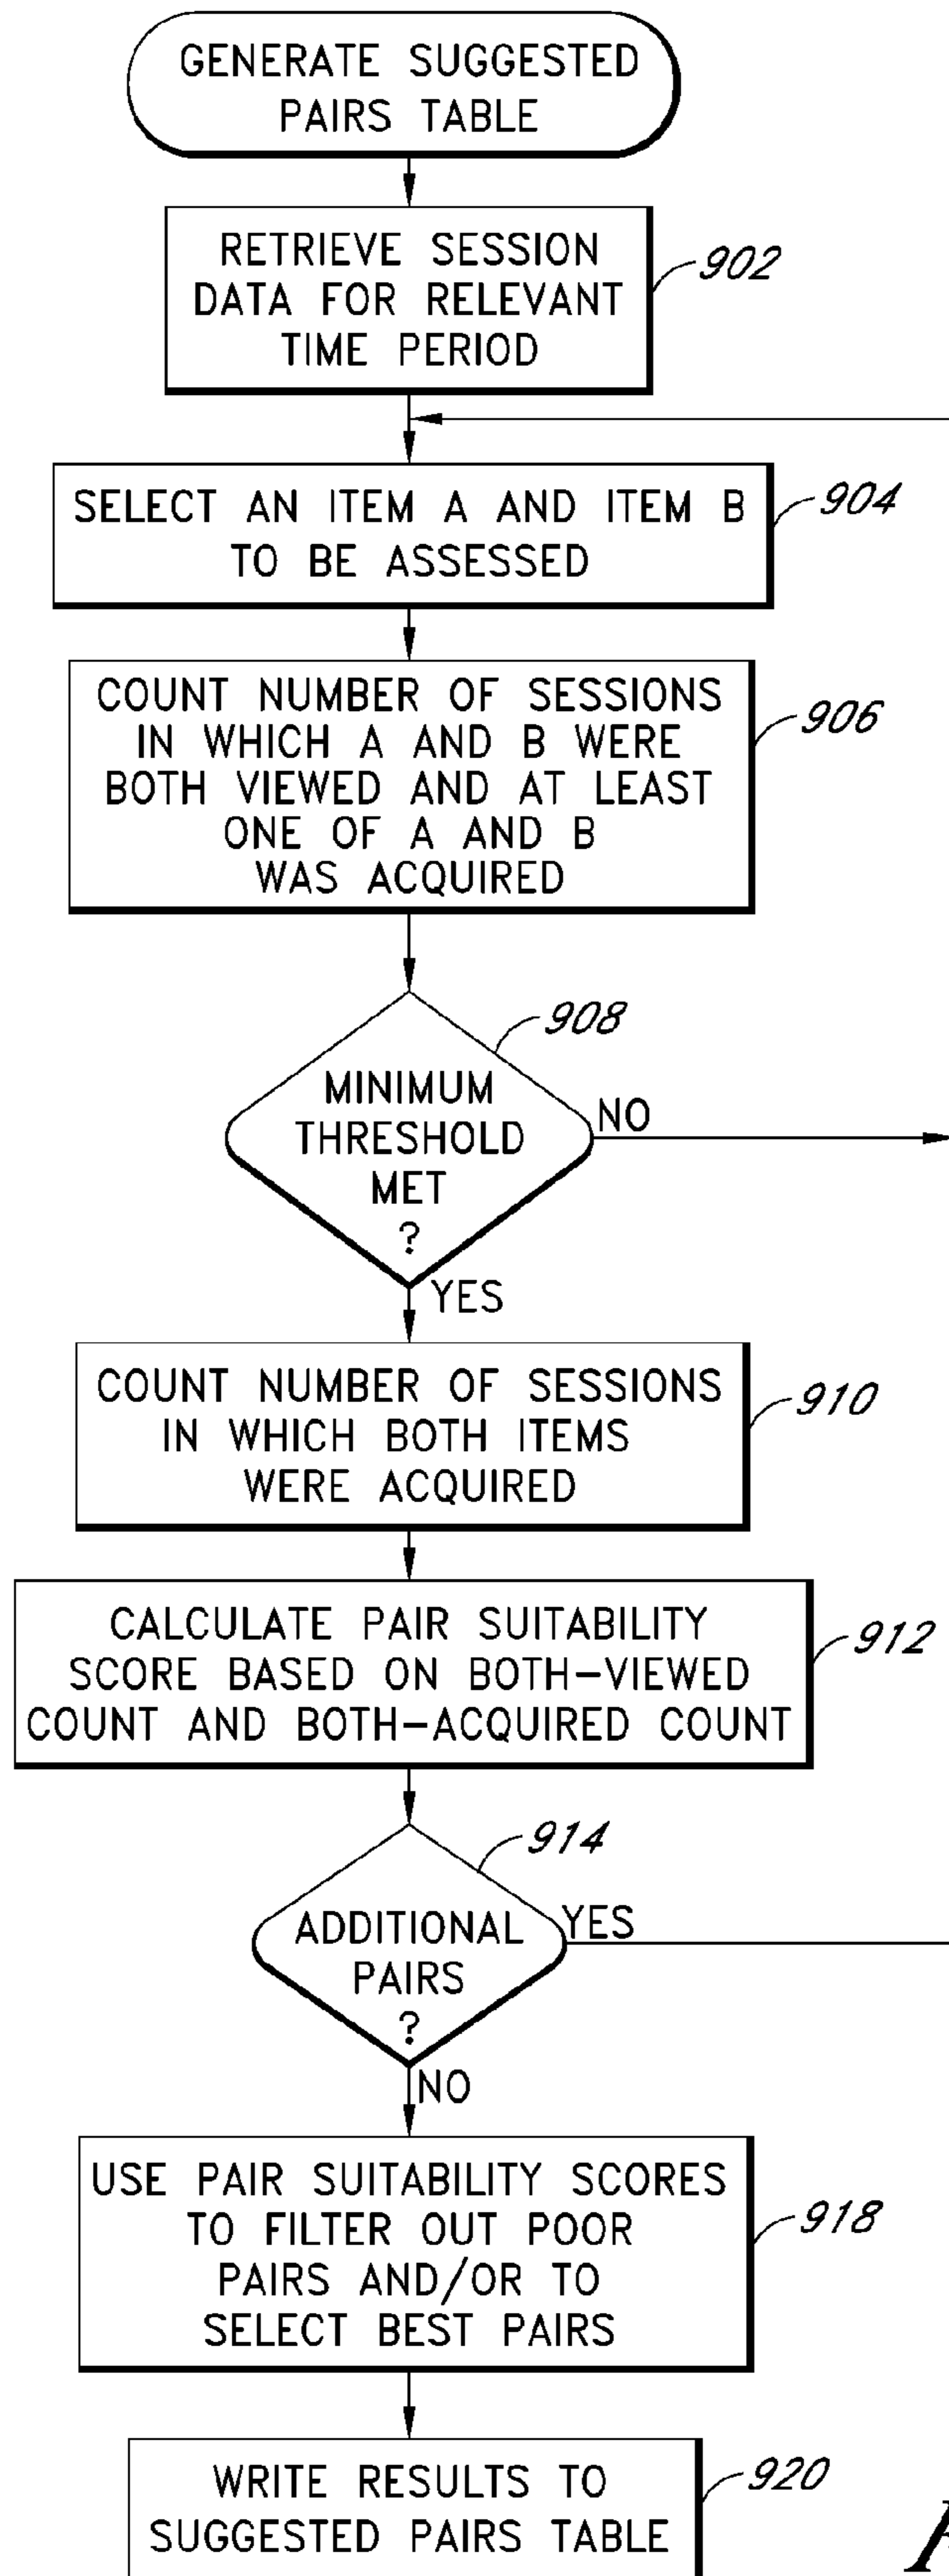 GENERATE SUGGESTED
PAIRS TABLE
RETRIEVE SESSION
DATA FOR RELEVANT
TIME PERIOD
902
SELECT AN ITEM A AND ITEM B
TO BE ASSESSED
904
COUNT NUMBER OF SESSIONS
IN WHICH A AND B WERE
BOTH VIEWED AND AT LEAST
ONE OF A AND B
WAS ACQUIRED
906
908
MINIMUM
THRESHOLD
MET
?
NO
YES
COUNT NUMBER OF SESSIONS
IN WHICH BOTH ITEMS
WERE ACQUIRED
910
CALCULATE PAIR SUITABILITY
SCORE BASED ON BOTH-VIEWED
COUNT AND BOTH-ACQUIRED COUNT
912
914
ADDITIONAL
PAIRS
?
YES
NO
USE PAIR SUITABILITY SCORES
TO FILTER OUT POOR
PAIRS AND/OR TO
SELECT BEST PAIRS
918
WRITE RESULTS TO
SUGGESTED PAIRS TABLE
920